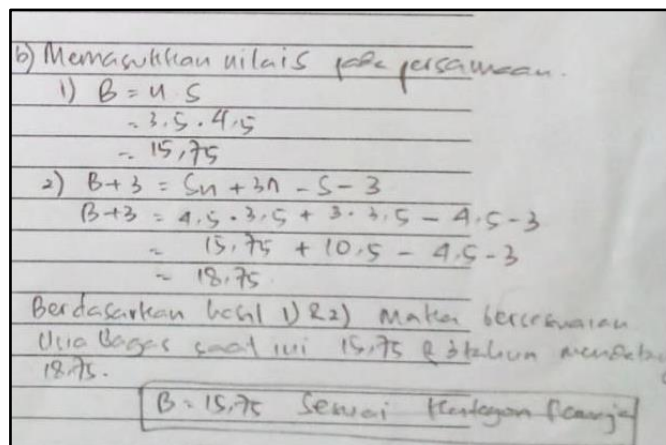 b) Memasukkan nilai S pada persamaan.
1) B = n S
= 3.5 . 4,5
= 15,75
2) B+3 = Sn + 3n - S - 3
B+3 = 4,5 . 3,5 + 3 . 3,5 - 4,5 - 3
= 15,75 + 10,5 - 4,5 - 3
= 18,75.
Berdasarkan hasil 1) & 2) maka bersesuaian
Usia Bagas saat ini 15,75 & 3 tahun mendatang
18,75.
B = 15,75 Sesuai Kategori Remaja